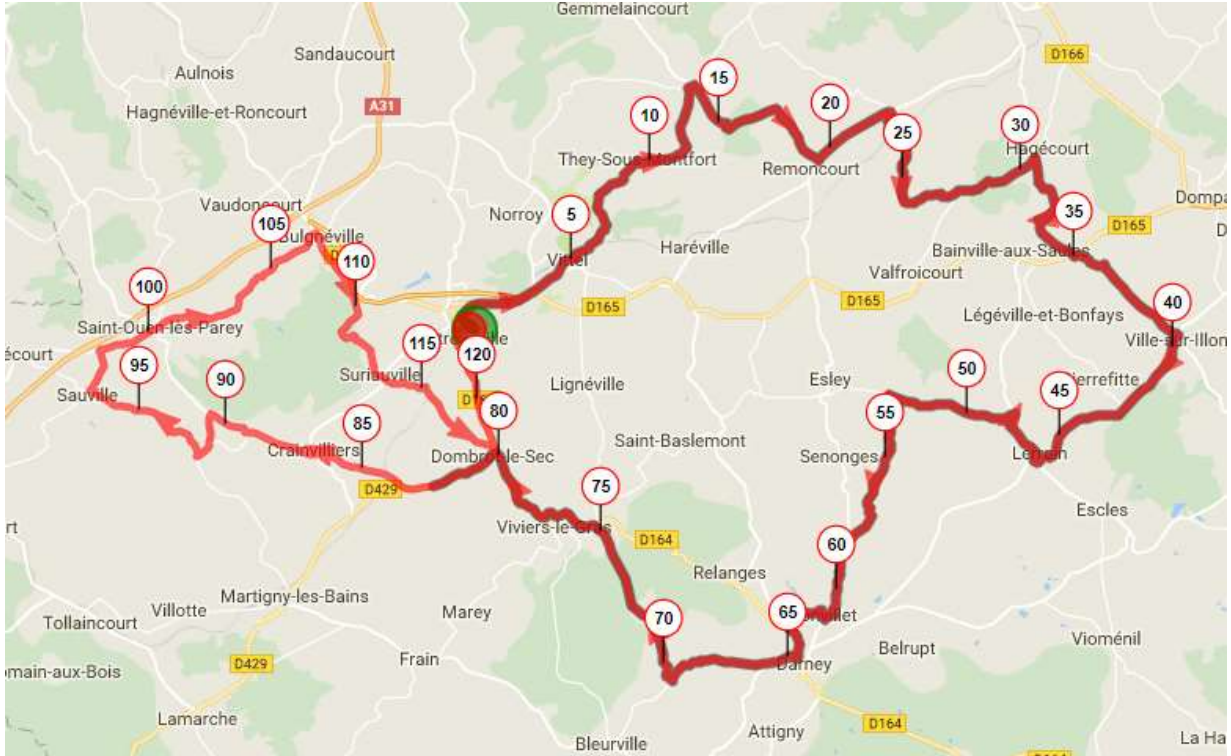 Gemmelaincourt
Sandaucourt
D166
Aulnois
15
Hagnéville-et-Roncourt
A31
20
10
30
25
They-Sous-Montfort
Hagécourt
Remoncourt
Vaudoncourt
Norroy
5
35
105
D165
Bulgnéville
Haréville
Bainville-aux-Saules
Vittel
110
Valfroicourt
100
D165
D165
40
Saint-Ouen-les-Parey
Légéville-et-Bonfays
115
Ville-sur-Illon
écourt
120
95
Suriauville
Lignéville
Esley
50
Pierrefitte
Sauville
90
80
55
45
85
Saint-Baslemont
Crainvilliers
Dombrot-le-Sec
Senonges
Lerrain
75
D429
Escles
rt
Viviers-le-Gras
D164
60
Relanges
Martigny-les-Bains
Villotte
Marey
65
70
Tollaincourt
Vioménil
Belrupt
Frain
D429
Darney
omain-aux-Bois
Lamarche
Attigny
D164
La Ha
Bleurville